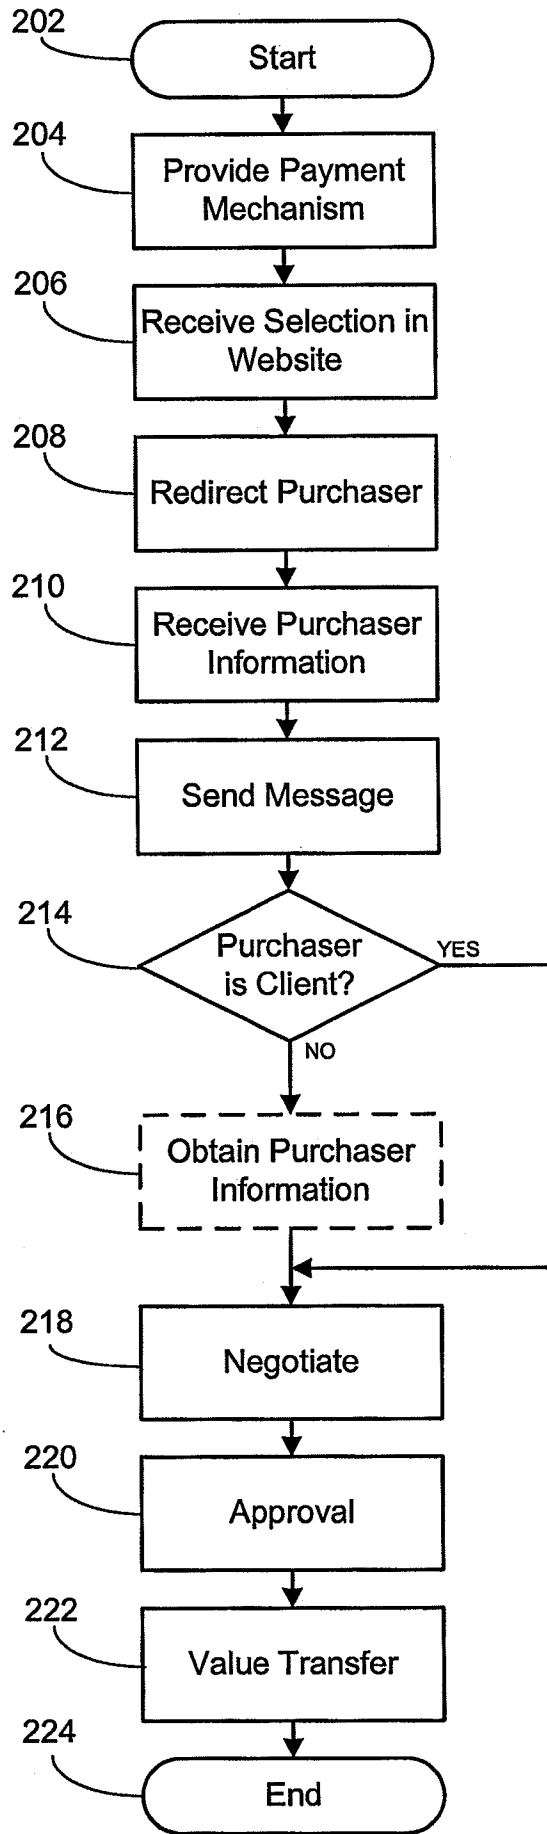 202
Start
204
Provide Payment
Mechanism
206
Receive Selection in
Website
208
Redirect Purchaser
210
Receive Purchaser
Information
212
Send Message
214
Purchaser
is Client?
YES
NO
216
Obtain Purchaser
Information
218
Negotiate
220
Approval
222
Value Transfer
224
End